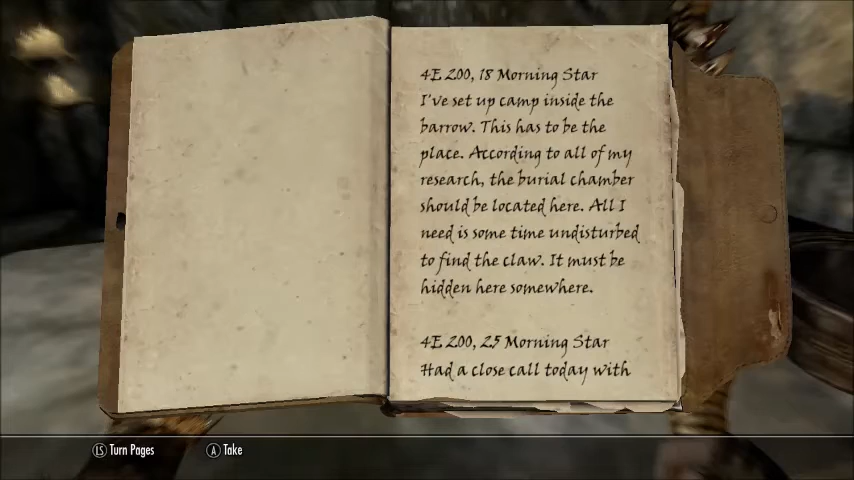 4E 200, 18 Morning Star
I've set up camp inside the
barrow. This has to be the
place. According to all of my
research, the burial chamber
should be located here. All I
need is some time undisturbed
to find the claw. It must be
hidden here somewhere.
4E 200, 25 Morning Star
Had a close call today with
LS Turn Pages
A Take